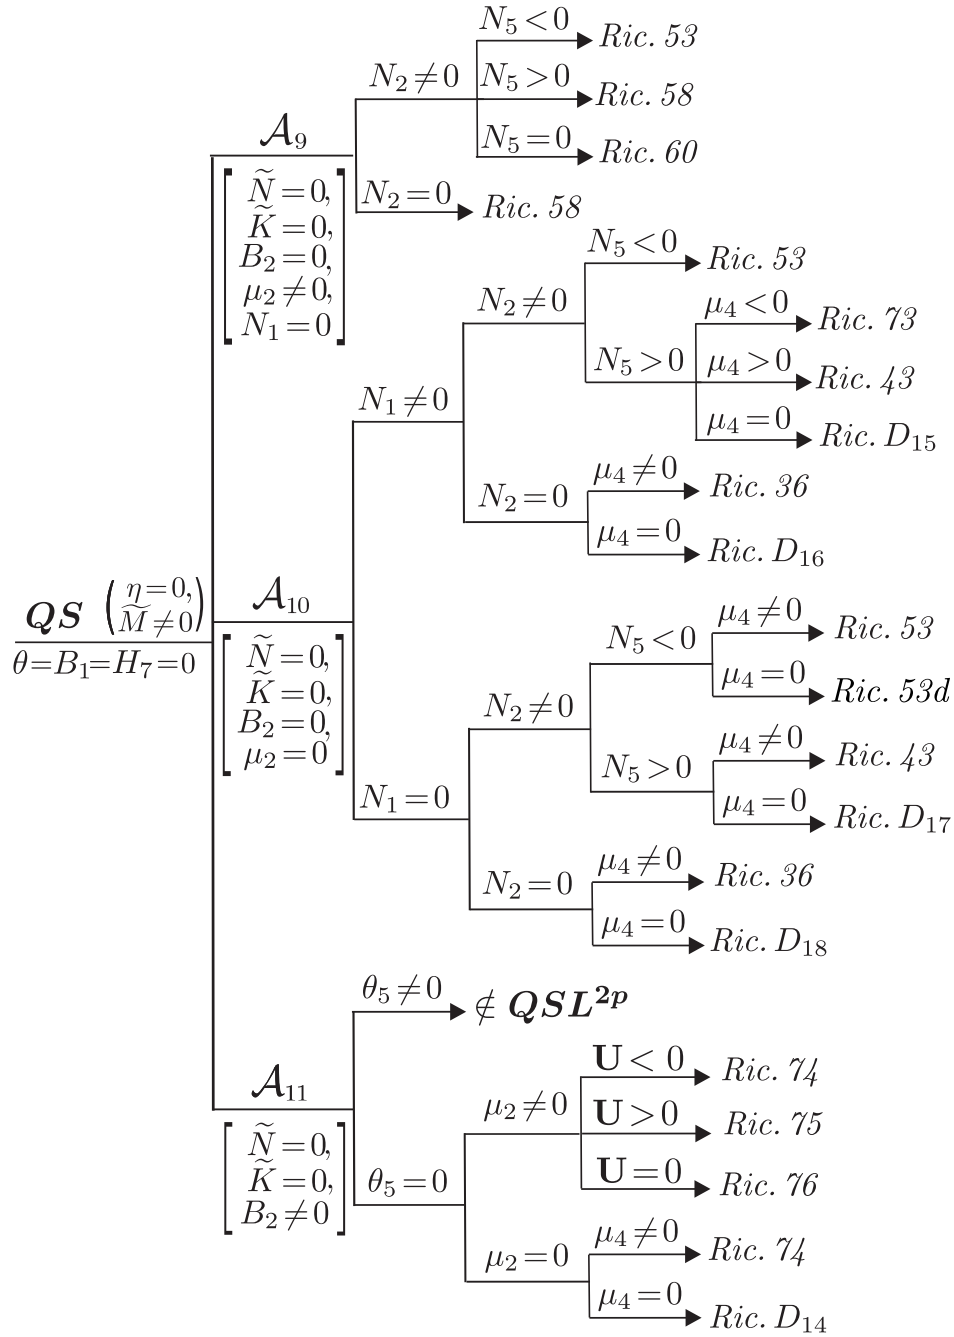 N₅<0 Ric. 53
N₂≠0 N₅>0 Ric. 58
𝒜₉ N₅=0 Ric. 60
[Ñ=0, N₂=0 Ric. 58
K̃=0,
B₂=0,
μ₂≠0,
N₁=0]
N₅<0 Ric. 53
N₂≠0 μ₄<0 Ric. 73
N₅>0 μ₄>0 Ric. 43
N₁≠0 μ₄=0 Ric. D₁₅
N₂=0 μ₄≠0 Ric. 36
μ₄=0 Ric. D₁₆
QS (η=0,
M̃≠0)
θ=B₁=H₇=0
𝒜₁₀
[Ñ=0,
K̃=0,
B₂=0,
μ₂=0]
N₅<0 μ₄≠0 Ric. 53
μ₄=0 Ric. 53d
N₂≠0 μ₄≠0 Ric. 43
N₅>0 μ₄=0 Ric. D₁₇
N₁=0
N₂=0 μ₄≠0 Ric. 36
μ₄=0 Ric. D₁₈
θ₅≠0 ∉ QSL²ᵖ
𝒜₁₁
[Ñ=0,
K̃=0,
B₂≠0]
U<0 Ric. 74
μ₂≠0 U>0 Ric. 75
θ₅=0 U=0 Ric. 76
μ₂=0 μ₄≠0 Ric. 74
μ₄=0 Ric. D₁₄